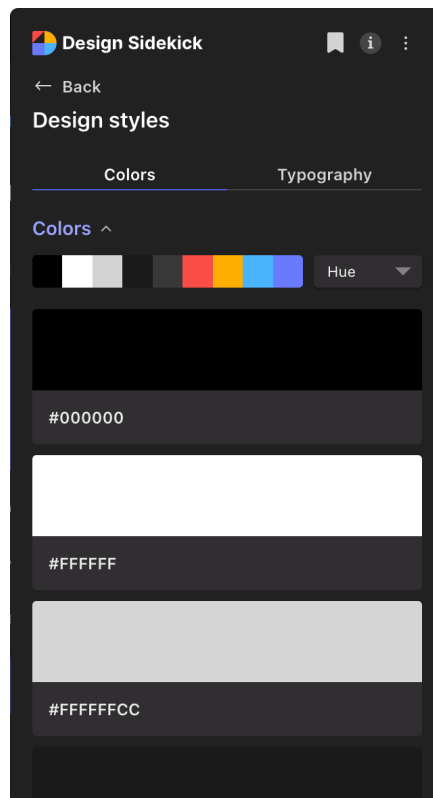 Design Sidekick
i
← Back
Design styles
Colors Typography
Colors
Hue
#000000
#FFFFFF
#FFFFFFCC